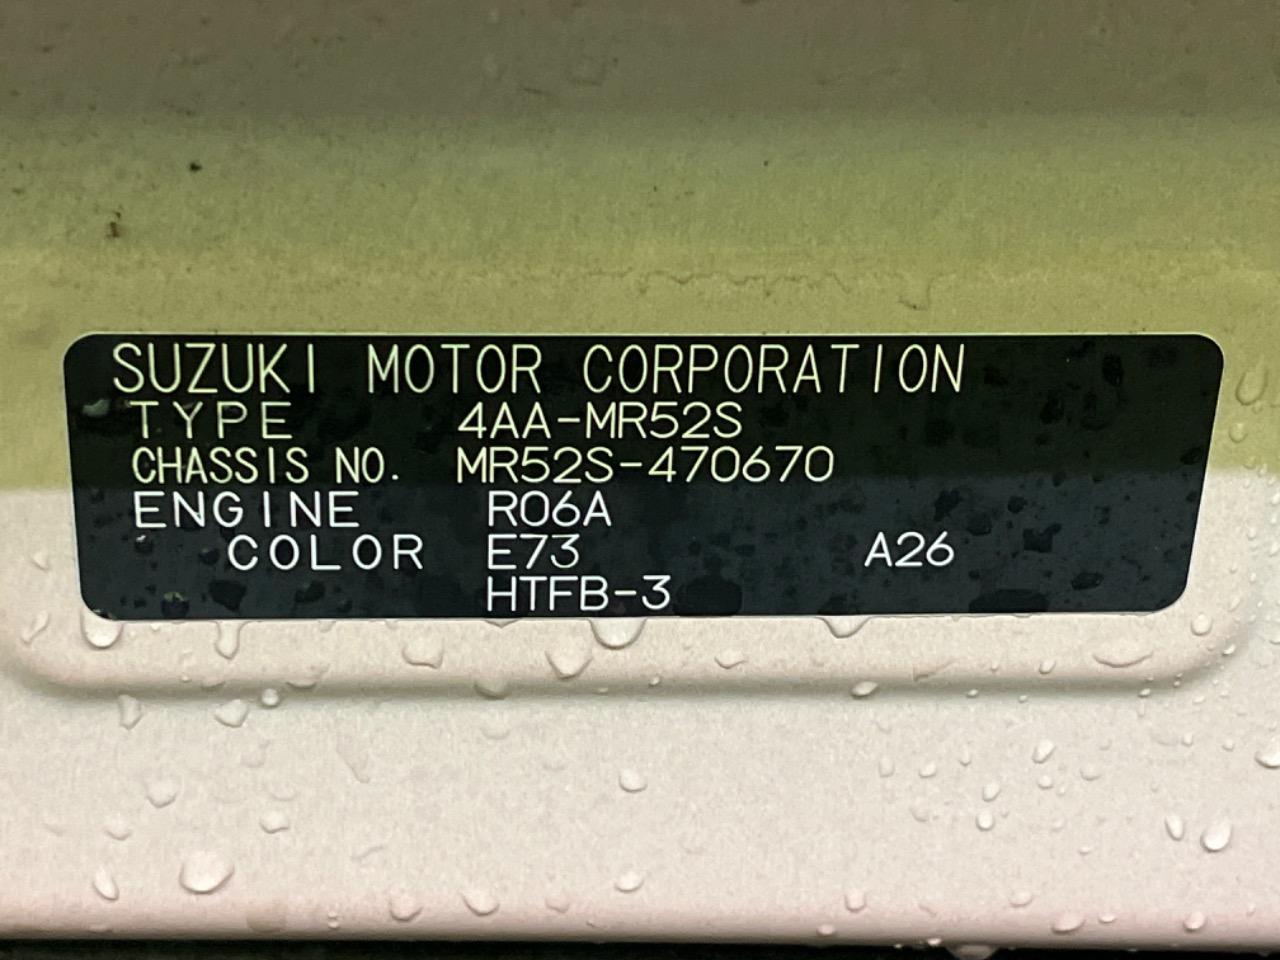 SUZUKI MOTOR CORPORATION
TYPE 4AA-MR52S
CHASSIS NO. MR52S-470670
ENGINE R06A
COLOR E73 A26
HTFB-3